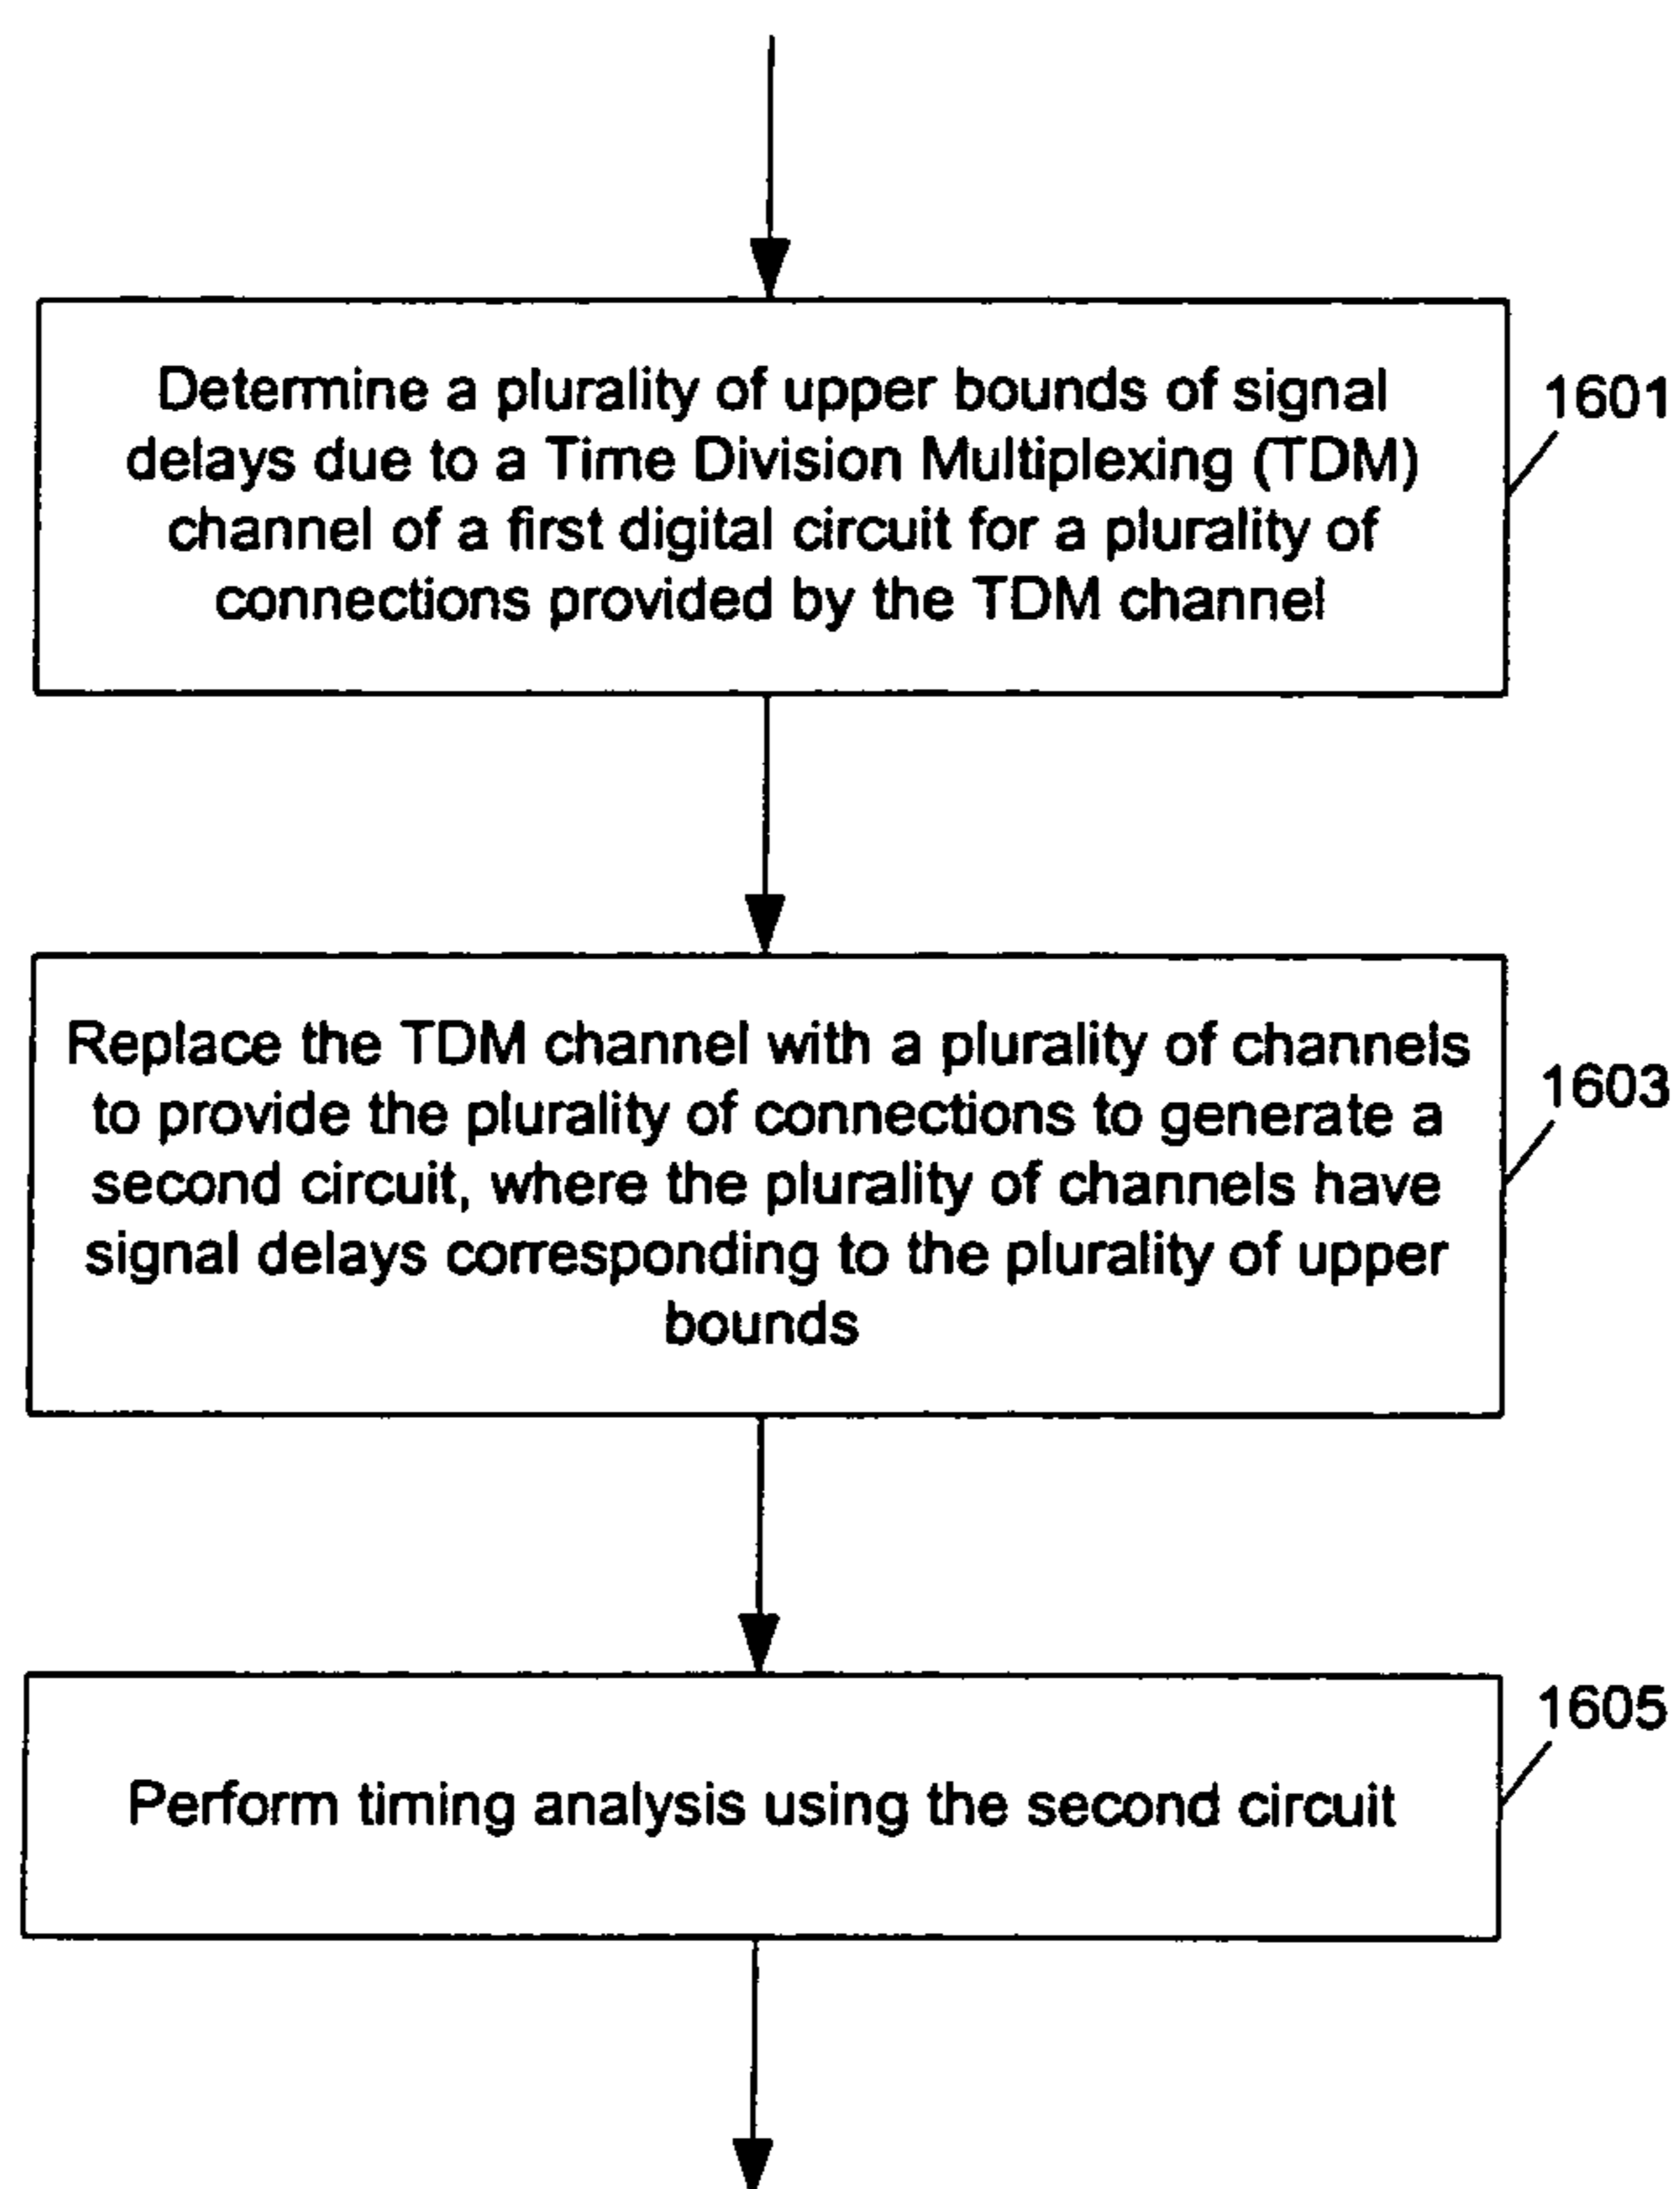 Determine a plurality of upper bounds of signal
delays due to a Time Division Multiplexing (TDM)
channel of a first digital circuit for a plurality of
connections provided by the TDM channel
1601
Replace the TDM channel with a plurality of channels
to provide the plurality of connections to generate a
second circuit, where the plurality of channels have
signal delays corresponding to the plurality of upper
bounds
1603
Perform timing analysis using the second circuit
1605